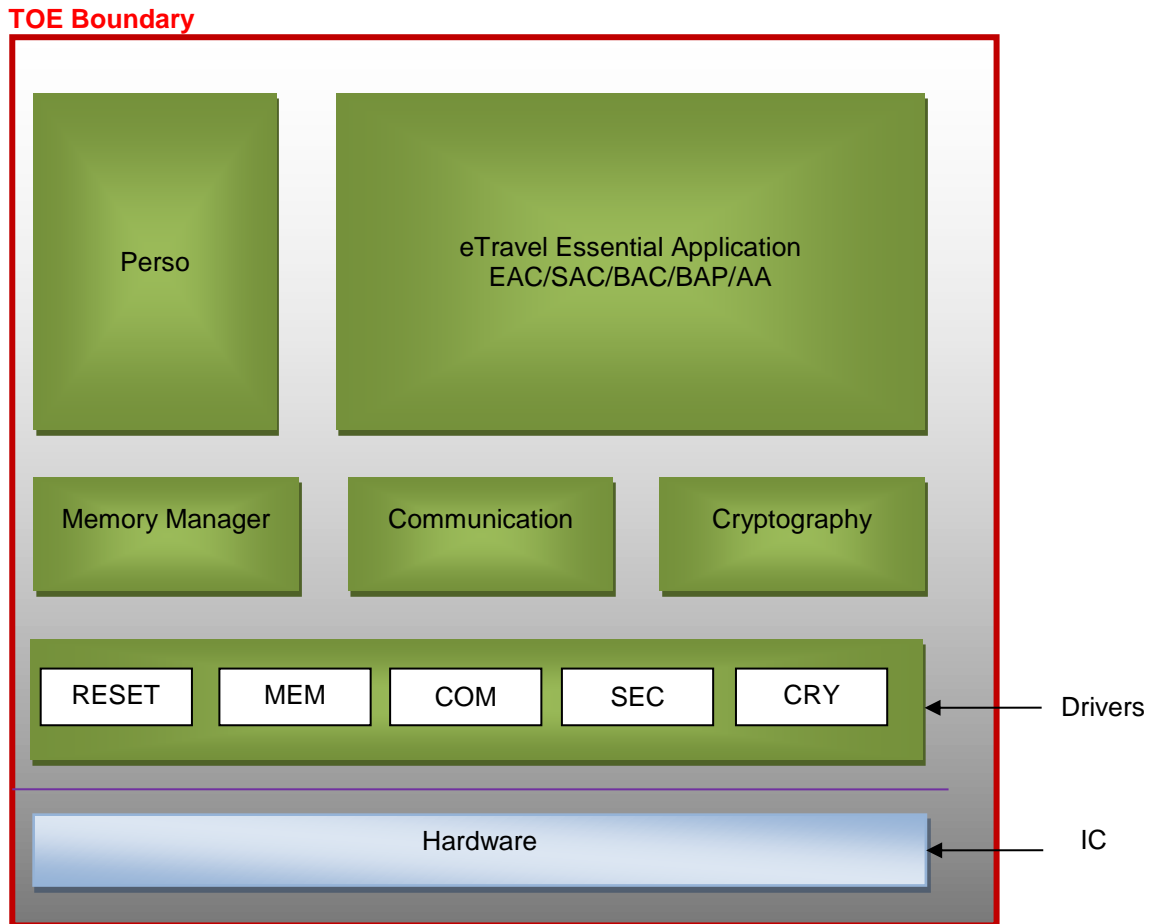 TOE Boundary
Perso
eTravel Essential Application
EAC/SAC/BAC/BAP/AA
Memory Manager
Communication
Cryptography
RESET
MEM
COM
SEC
CRY
Drivers
Hardware
IC